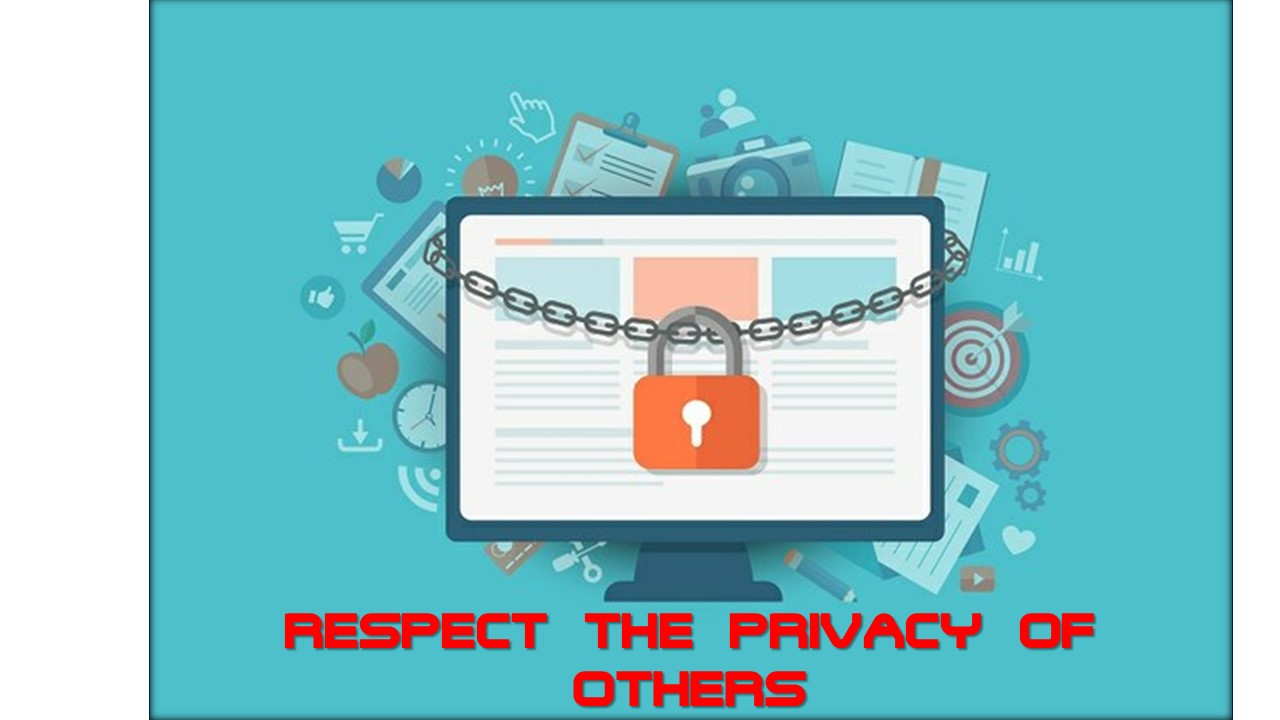 RESPECT THE PRIVACY OF
OTHERS